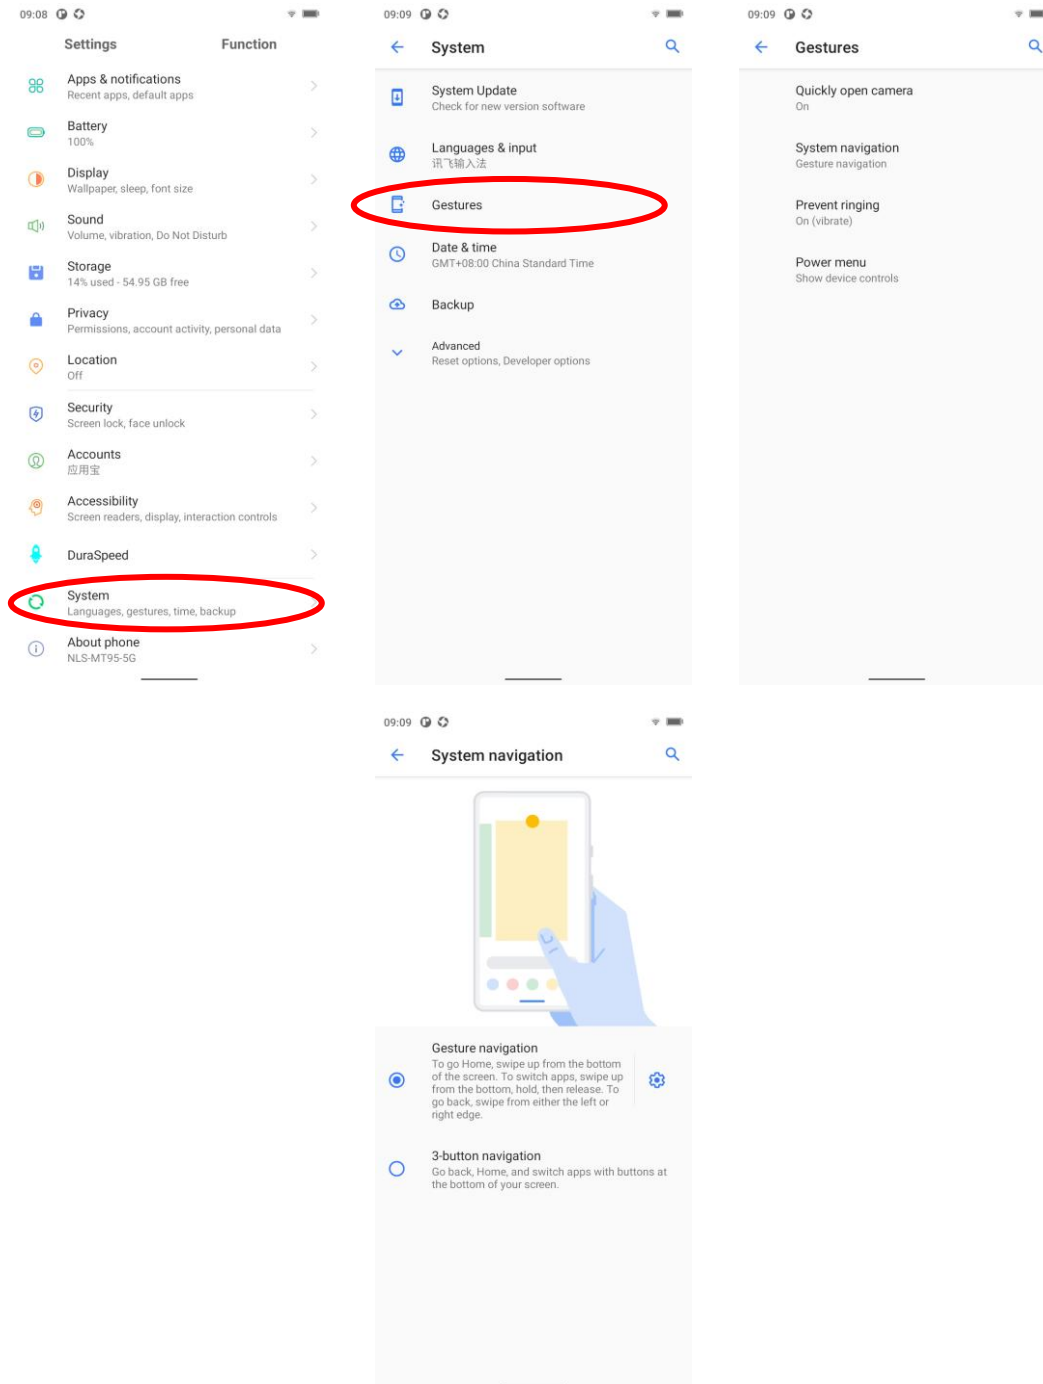 09:08
Settings Function
Apps & notifications
Recent apps, default apps
Battery
100%
Display
Wallpaper, sleep, font size
Sound
Volume, vibration, Do Not Disturb
Storage
14% used - 54.95 GB free
Privacy
Permissions, account activity, personal data
Location
Off
Security
Screen lock, face unlock
Accounts
应用宝
Accessibility
Screen readers, display, interaction controls
DuraSpeed
System
Languages, gestures, time, backup
About phone
NLS-MT95-5G
09:09
System
System Update
Check for new version software
Languages & input
讯飞输入法
Gestures
Date & time
GMT+08:00 China Standard Time
Backup
Advanced
Reset options, Developer options
09:09
Gestures
Quickly open camera
On
System navigation
Gesture navigation
Prevent ringing
On (vibrate)
Power menu
Show device controls
09:09
System navigation
Gesture navigation
To go Home, swipe up from the bottom
of the screen. To switch apps, swipe up
from the bottom, hold, then release. To
go back, swipe from either the left or
right edge.
3-button navigation
Go back, Home, and switch apps with buttons at
the bottom of your screen.